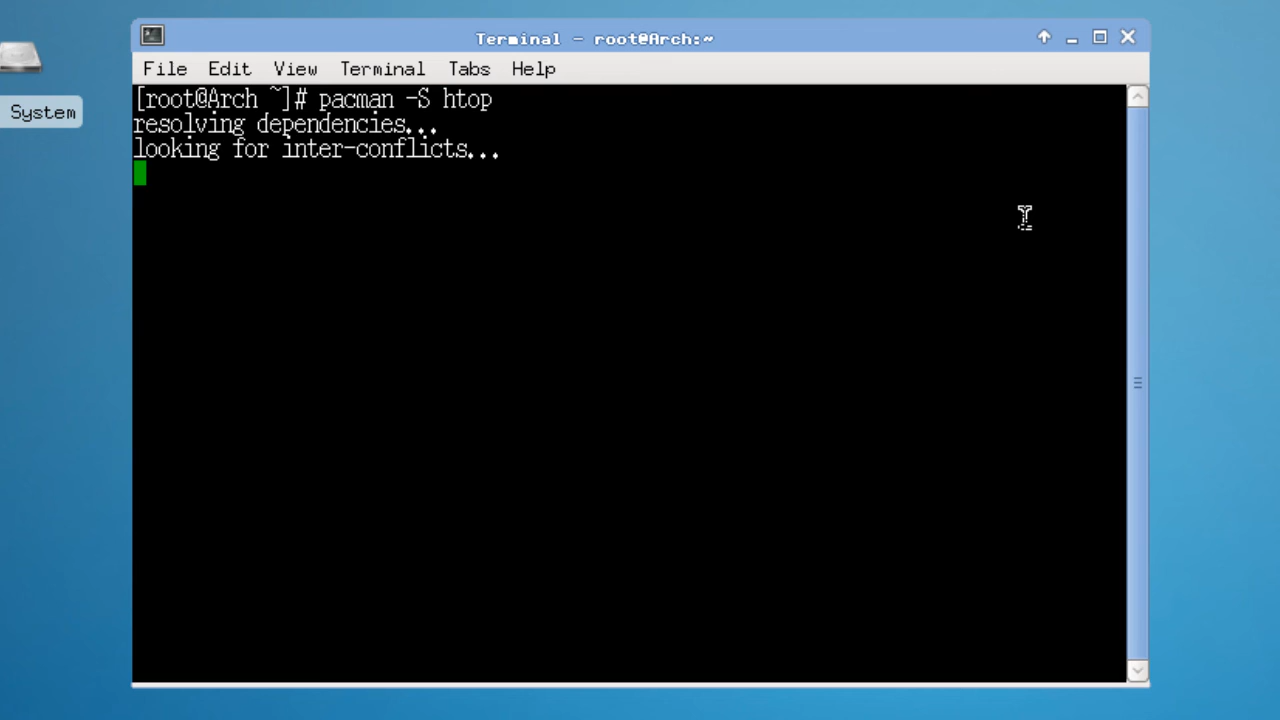 Terminal - root@Arch:~
System
File Edit View Terminal Tabs Help
[root@Arch ~]# pacman -S htop
resolving dependencies...
looking for inter-conflicts...